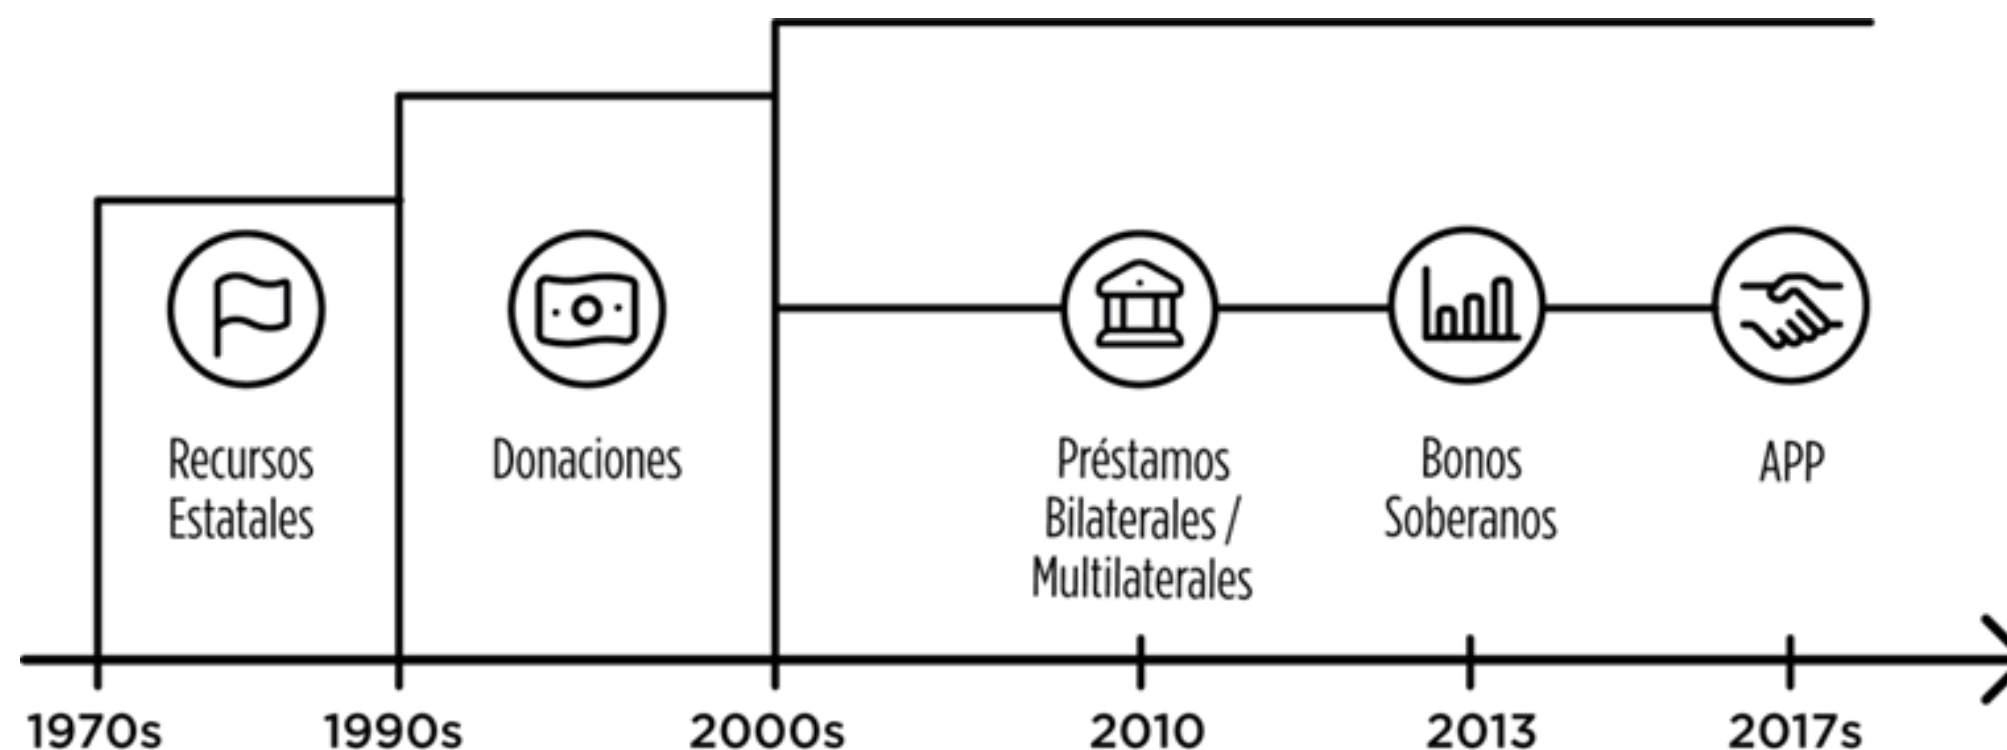 Recursos
Estatales
Donaciones
Préstamos
Bilaterales /
Multilaterales
Bonos
Soberanos
APP
1970s
1990s
2000s
2010
2013
2017s